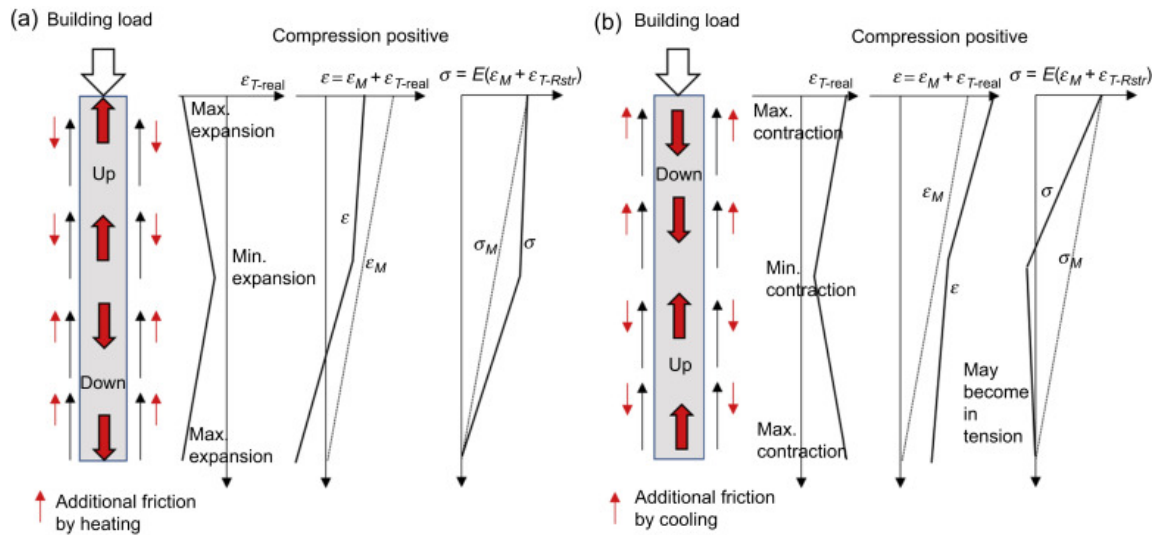 (a)
Building load
Compression positive
ε_T-real
ε = ε_M + ε_T-real
σ = E(ε_M + ε_T-Rstr)
Max.
expansion
Up
ε
σ_M
σ
Min.
expansion
ε_M
Down
Max.
expansion
Additional friction
by heating
(b)
Building load
Compression positive
ε_T-real
ε = ε_M + ε_T-real
σ = E(ε_M + ε_T-Rstr)
Max.
contraction
Down
ε_M
σ
Min.
contraction
ε
σ_M
Up
May
become
in
tension
Max.
contraction
Additional friction
by cooling